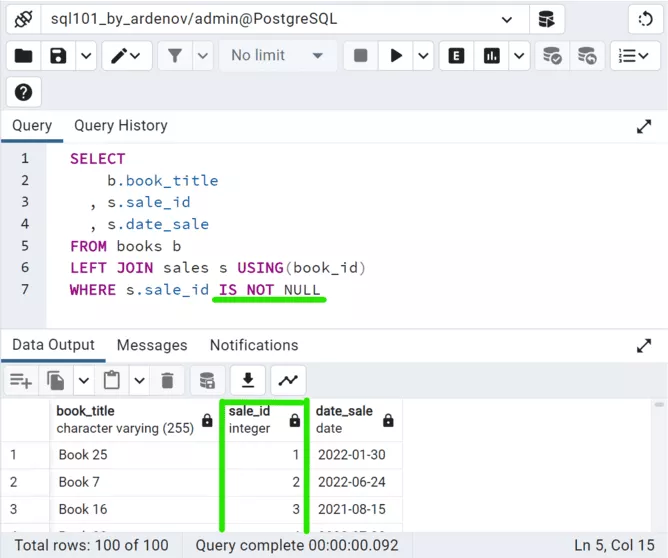 sql101_by_ardenov/admin@PostgreSQL
No limit
E
Query Query History
1 SELECT
2 b.book_title
3 , s.sale_id
4 , s.date_sale
5 FROM books b
6 LEFT JOIN sales s USING(book_id)
7 WHERE s.sale_id IS NOT NULL
Data Output Messages Notifications
book_title sale_id date_sale
character varying (255) integer date
1 Book 25 1 2022-01-30
2 Book 7 2 2022-06-24
3 Book 16 3 2021-08-15
Total rows: 100 of 100 Query complete 00:00:00.092 Ln 5, Col 15